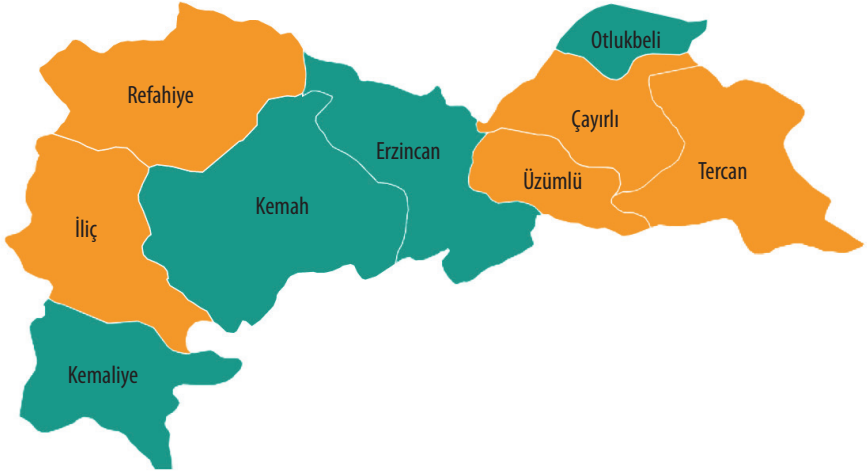 Otlukbeli
Refahiye
Çayırlı
Erzincan
Tercan
Üzümlü
Kemah
İliç
Kemaliye